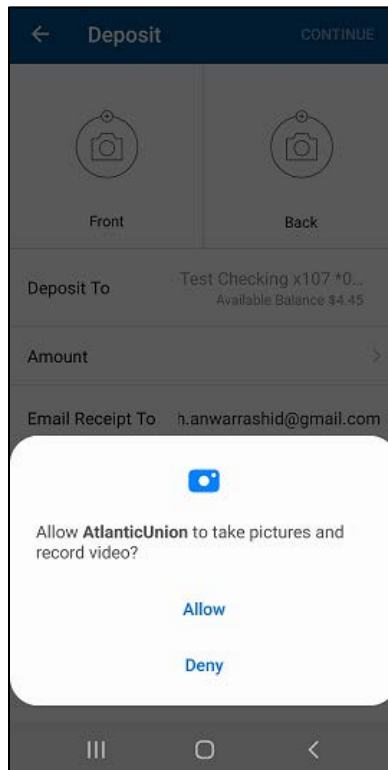 Deposit
CONTINUE
Front
Back
Deposit To
Test Checking x107 *0...
Available Balance $4.45
Amount
Email Receipt To
h.anwarrashid@gmail.com
Allow AtlanticUnion to take pictures and
record video?
Allow
Deny